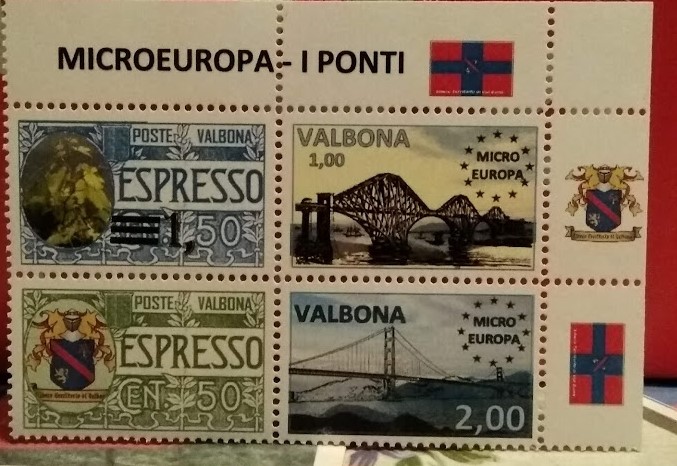 MICROEUROPA - I PONTI
POSTE VALBONA
ESPRESSO
1,50
VALBONA
1,00
MICRO
EUROPA
POSTE VALBONA
ESPRESSO
CENT 50
VALBONA
MICRO
EUROPA
2,00